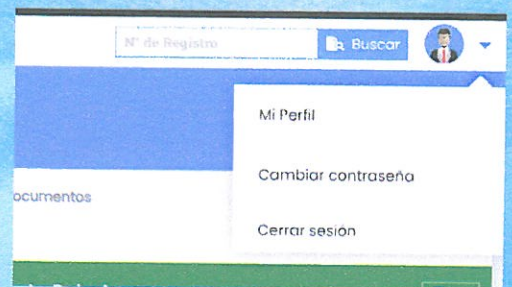 N° de Registro
Buscar
Mi Perfil
Cambiar contraseña
ocumentos
Cerrar sesión